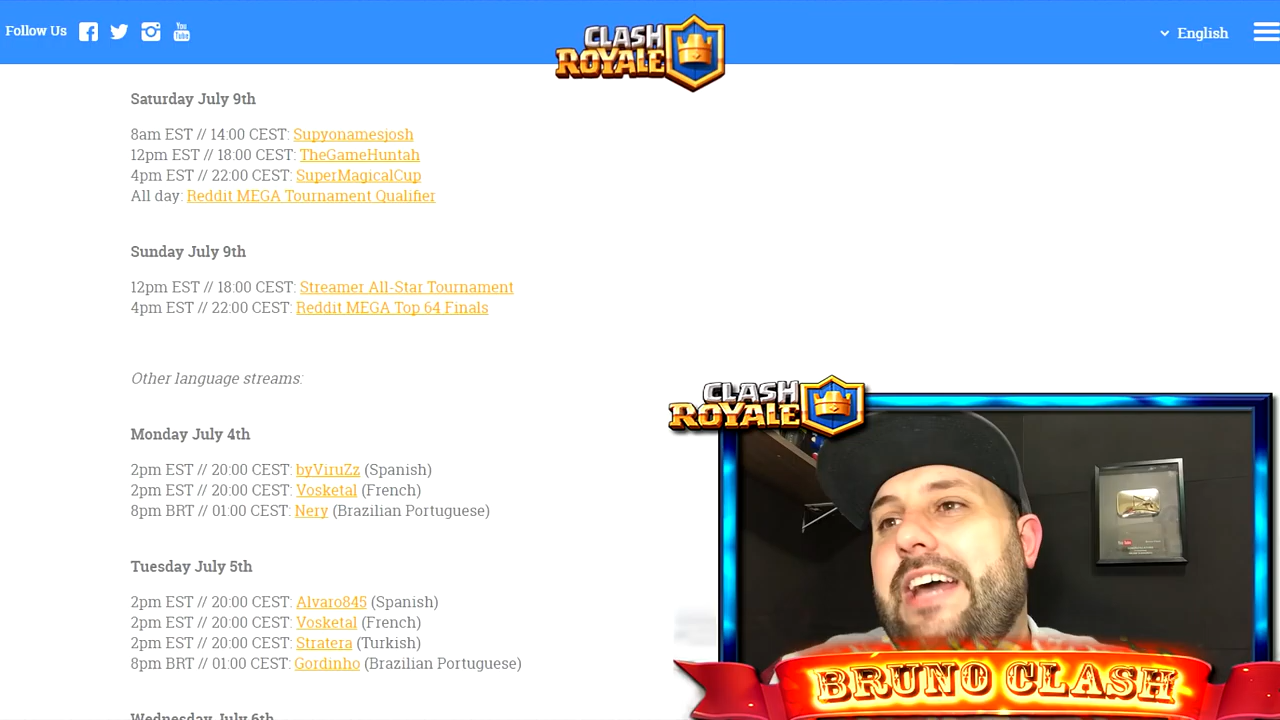 Follow Us
You
Tube
CLASH
ROYALE
English
Saturday July 9th
8am EST // 14:00 CEST: Supyonamesjosh
12pm EST // 18:00 CEST: TheGameHuntah
4pm EST // 22:00 CEST: SuperMagicalCup
All day: Reddit MEGA Tournament Qualifier
Sunday July 9th
12pm EST // 18:00 CEST: Streamer All-Star Tournament
4pm EST // 22:00 CEST: Reddit MEGA Top 64 Finals
Other language streams:
Monday July 4th
2pm EST // 20:00 CEST: byViruZz (Spanish)
2pm EST // 20:00 CEST: Vosketal (French)
8pm BRT // 01:00 CEST: Nery (Brazilian Portuguese)
Tuesday July 5th
2pm EST // 20:00 CEST: Alvaro845 (Spanish)
2pm EST // 20:00 CEST: Vosketal (French)
2pm EST // 20:00 CEST: Stratera (Turkish)
8pm BRT // 01:00 CEST: Gordinho (Brazilian Portuguese)
Wednesday July 6th
CLASH
ROYALE
BRUNO CLASH